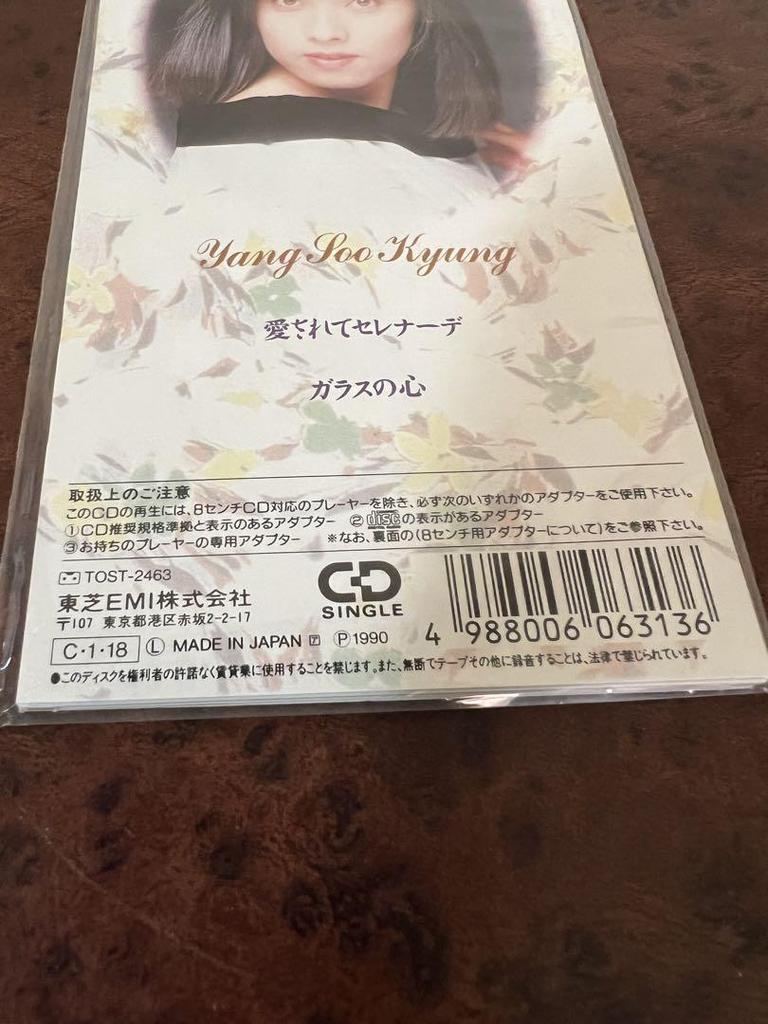 Yang Soo Kyung
愛されてセレナーデ
ガラスの心
取扱上のご注意
このCDの再生には、8センチCD対応のプレーヤーを除き、必ず次のいずれかのアダプターをご使用下さい。
①CD推奨規格準拠と表示のあるアダプター ②discの表示があるアダプター
③お持ちのプレーヤーの専用アダプター ※なお、裏面の(8センチ用アダプターについて)をご参照下さい。
TOST-2463
東芝EMI株式会社
〒107 東京都港区赤坂2-2-17
CD SINGLE
C・1・18 Ⓛ MADE IN JAPAN Ⓟ1990
4 988006 063136
●このディスクを権利者の許諾なく賃貸業に使用することを禁じます。また、無断でテープその他に録音することは、法律で禁じられています。